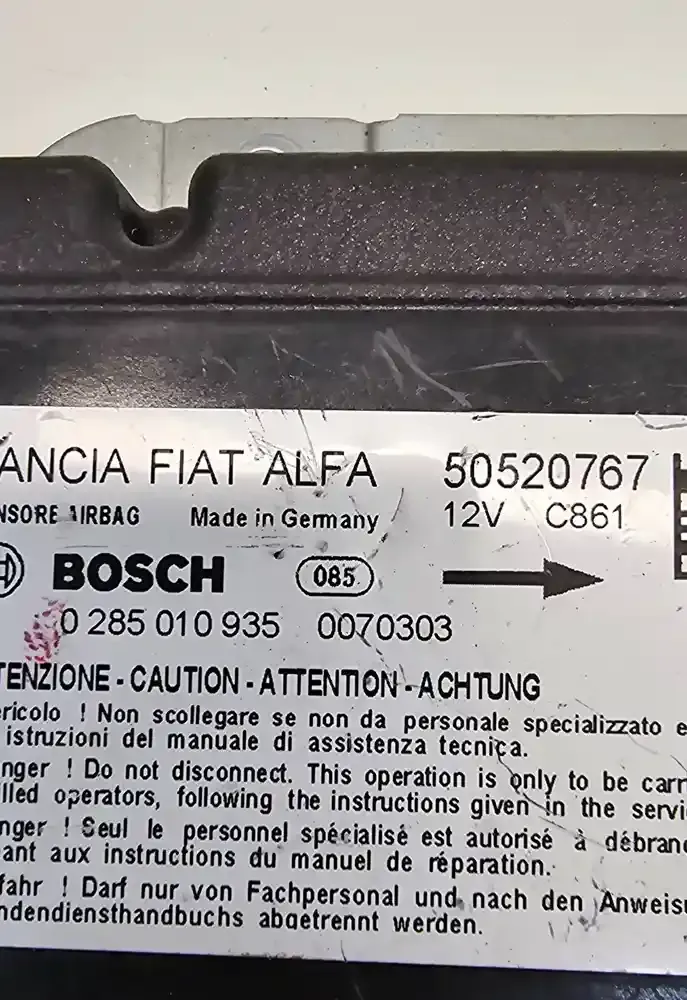 ANCIA FIAT ALFA 50520767
NSORE AIRBAG Made in Germany 12V C861
BOSCH 085 
0 285 010 935 0070303
TENZIONE - CAUTION - ATTENTION - ACHTUNG
ericolo ! Non scollegare se non da personale specializzato e
istruzioni del manuale di assistenza tecnica.
nger ! Do not disconnect. This operation is only to be carr
lled operators, following the instructions given in the servi
nger ! Seul le personnel spécialisé est autorisé à débran
ant aux instructions du manuel de réparation.
fahr ! Darf nur von Fachpersonal und nach den Anweis
ndendiensthandbuchs abgetrennt werden.